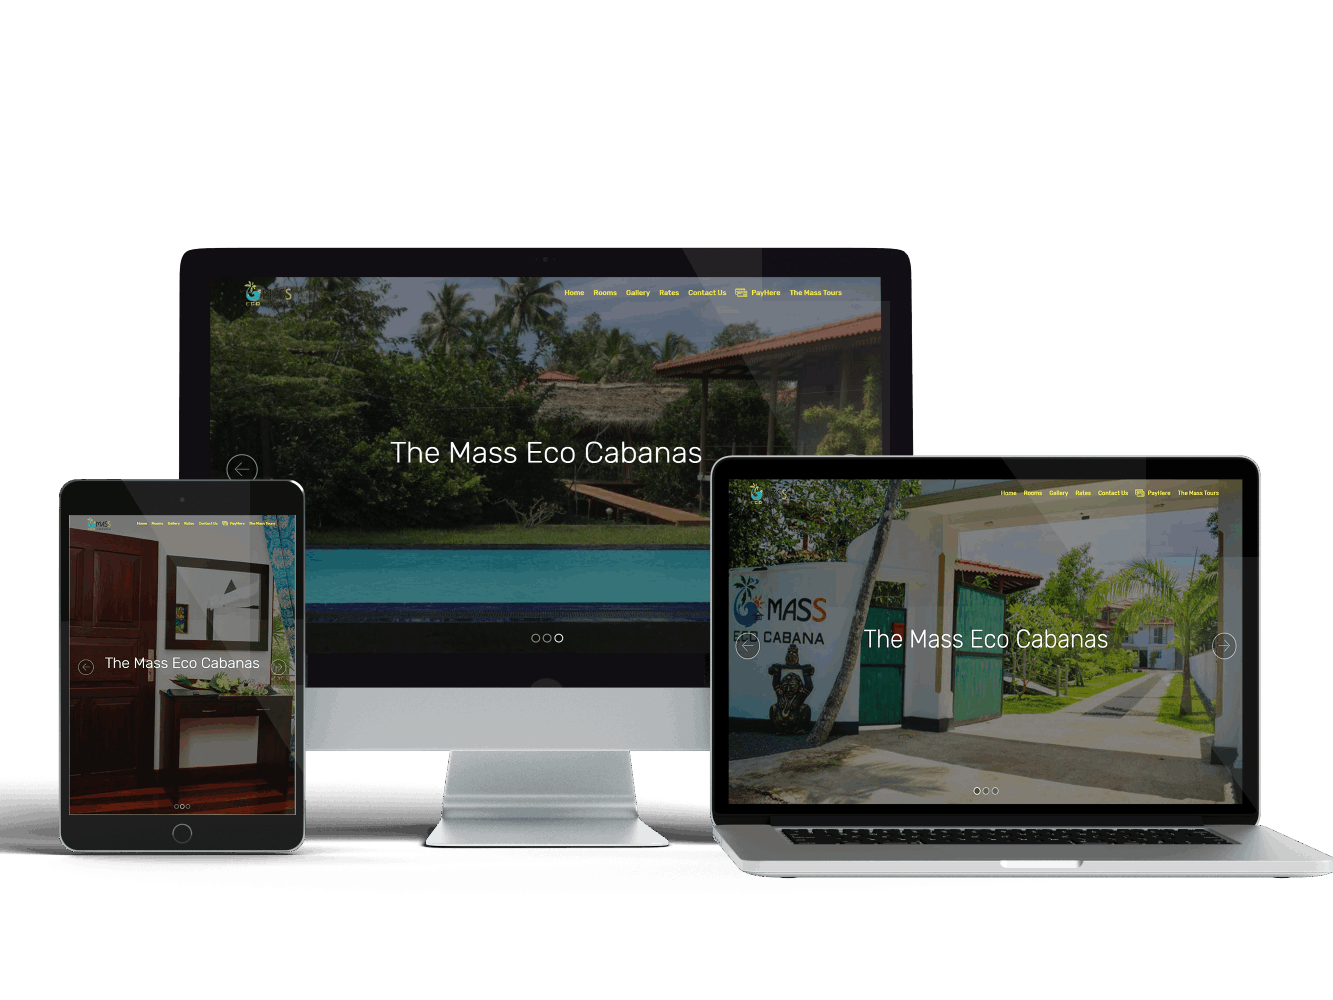 ECO
S
Home Rooms Gallery Rates Contact Us PayHere The Mass Tours
The Mass Eco Cabanas
MASS
Home Rooms Gallery Rates Contact Us PayHere The Mass Tours
The Mass Eco Cabanas
S
Home Rooms Gallery Rates Contact Us PayHere The Mass Tours
MASS
ECO CABANA
The Mass Eco Cabanas